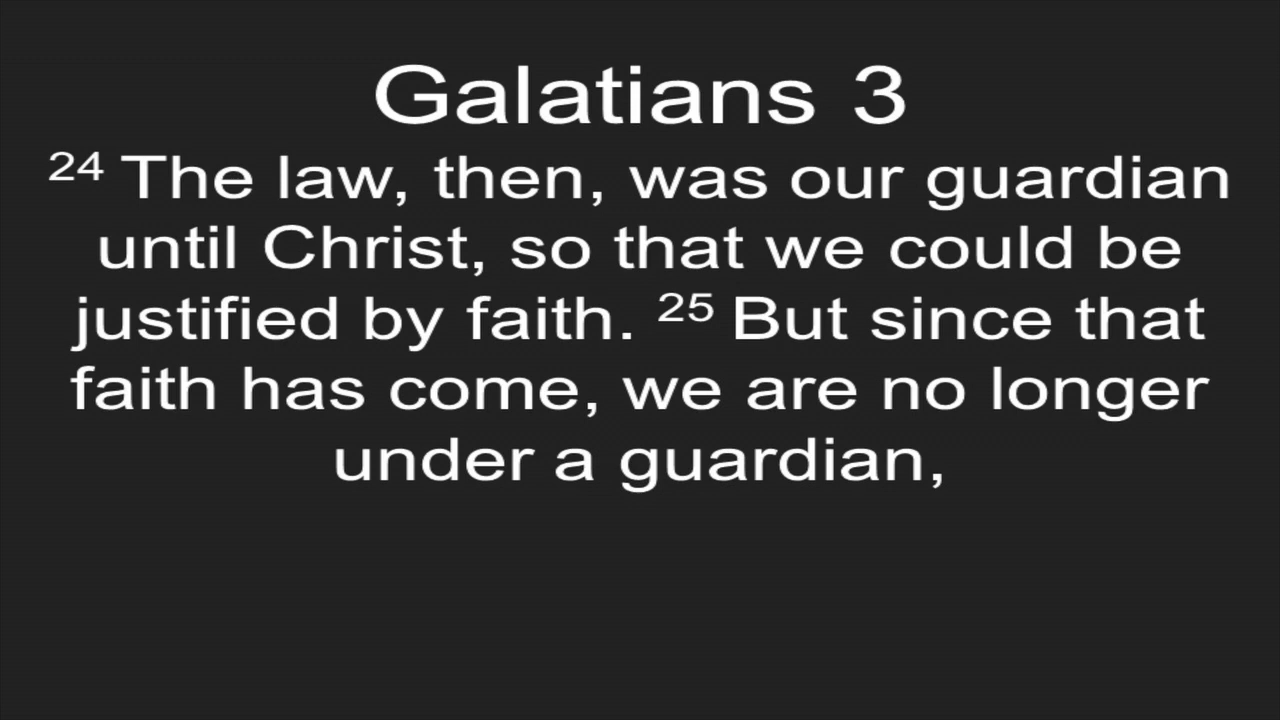 Galatians 3
24 The law, then, was our guardian
until Christ, so that we could be
justified by faith. 25 But since that
faith has come, we are no longer
under a guardian,